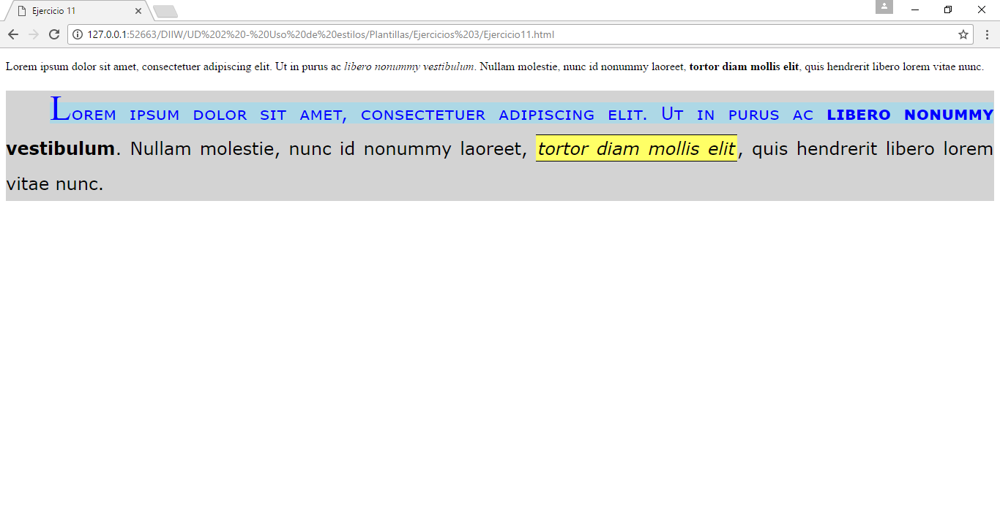 Ejercicio 11
127.0.0.1:52663/DIIW/UD%202%20-%20Uso%20de%20estilos/Plantillas/Ejercicios%203/Ejercicio11.html
Lorem ipsum dolor sit amet, consectetuer adipiscing elit. Ut in purus ac libero nonummy vestibulum. Nullam molestie, nunc id nonummy laoreet, tortor diam mollis elit, quis hendrerit libero lorem vitae nunc.
Lorem ipsum dolor sit amet, consectetuer adipiscing elit. Ut in purus ac libero nonummy
vestibulum. Nullam molestie, nunc id nonummy laoreet, tortor diam mollis elit, quis hendrerit libero lorem
vitae nunc.